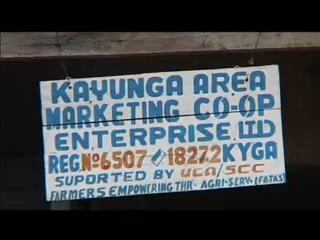 KAYUNGA AREA
MARKETING CO-OP
ENTERPRISE LTD
REG.NO6507 18272 KYGA
SUPORTED BY UCA/SCC
FARMERS EMPOWERING THR- AGRI-SERV-(FATAS)